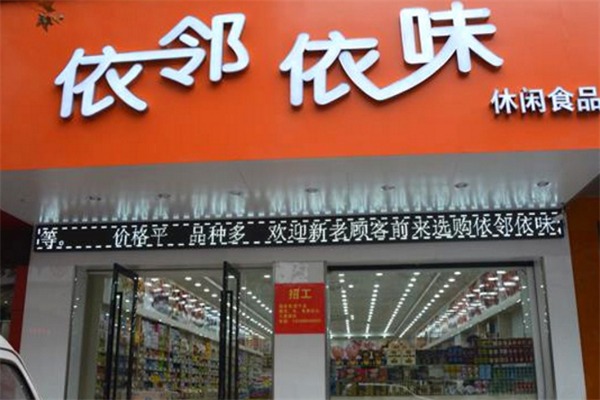 依邻依味
休闲食品
等。 价格平 品种多 欢迎新老顾客前来选购依邻依味
招工